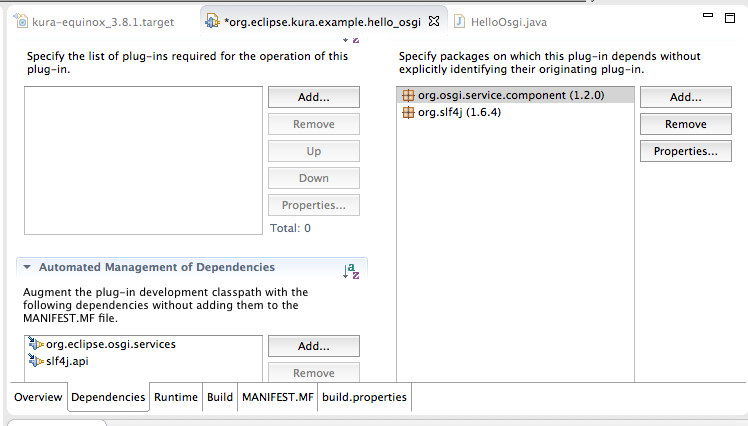 kura-equinox_3.8.1.target
*org.eclipse.kura.example.hello_osgi
HelloOsgi.java
Specify the list of plug-ins required for the operation of this
plug-in.
Add...
Remove
Up
Down
Properties...
Total: 0
Specify packages on which this plug-in depends without
explicitly identifying their originating plug-in.
org.osgi.service.component (1.2.0)
org.slf4j (1.6.4)
Add...
Remove
Properties...
Automated Management of Dependencies
Augment the plug-in development classpath with the
following dependencies without adding them to the
MANIFEST.MF file.
org.eclipse.osgi.services
slf4j.api
Add...
Remove
Overview
Dependencies
Runtime
Build
MANIFEST.MF
build.properties